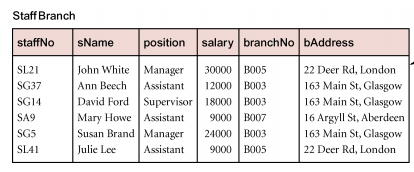 StaffBranch
staffNo sName position salary branchNo bAddress
SL21 John White Manager 30000 B005 22 Deer Rd, London
SG37 Ann Beech Assistant 12000 B003 163 Main St, Glasgow
SG14 David Ford Supervisor 18000 B003 163 Main St, Glasgow
SA9 Mary Howe Assistant 9000 B007 16 Argyll St, Aberdeen
SG5 Susan Brand Manager 24000 B003 163 Main St, Glasgow
SL41 Julie Lee Assistant 9000 B005 22 Deer Rd, London